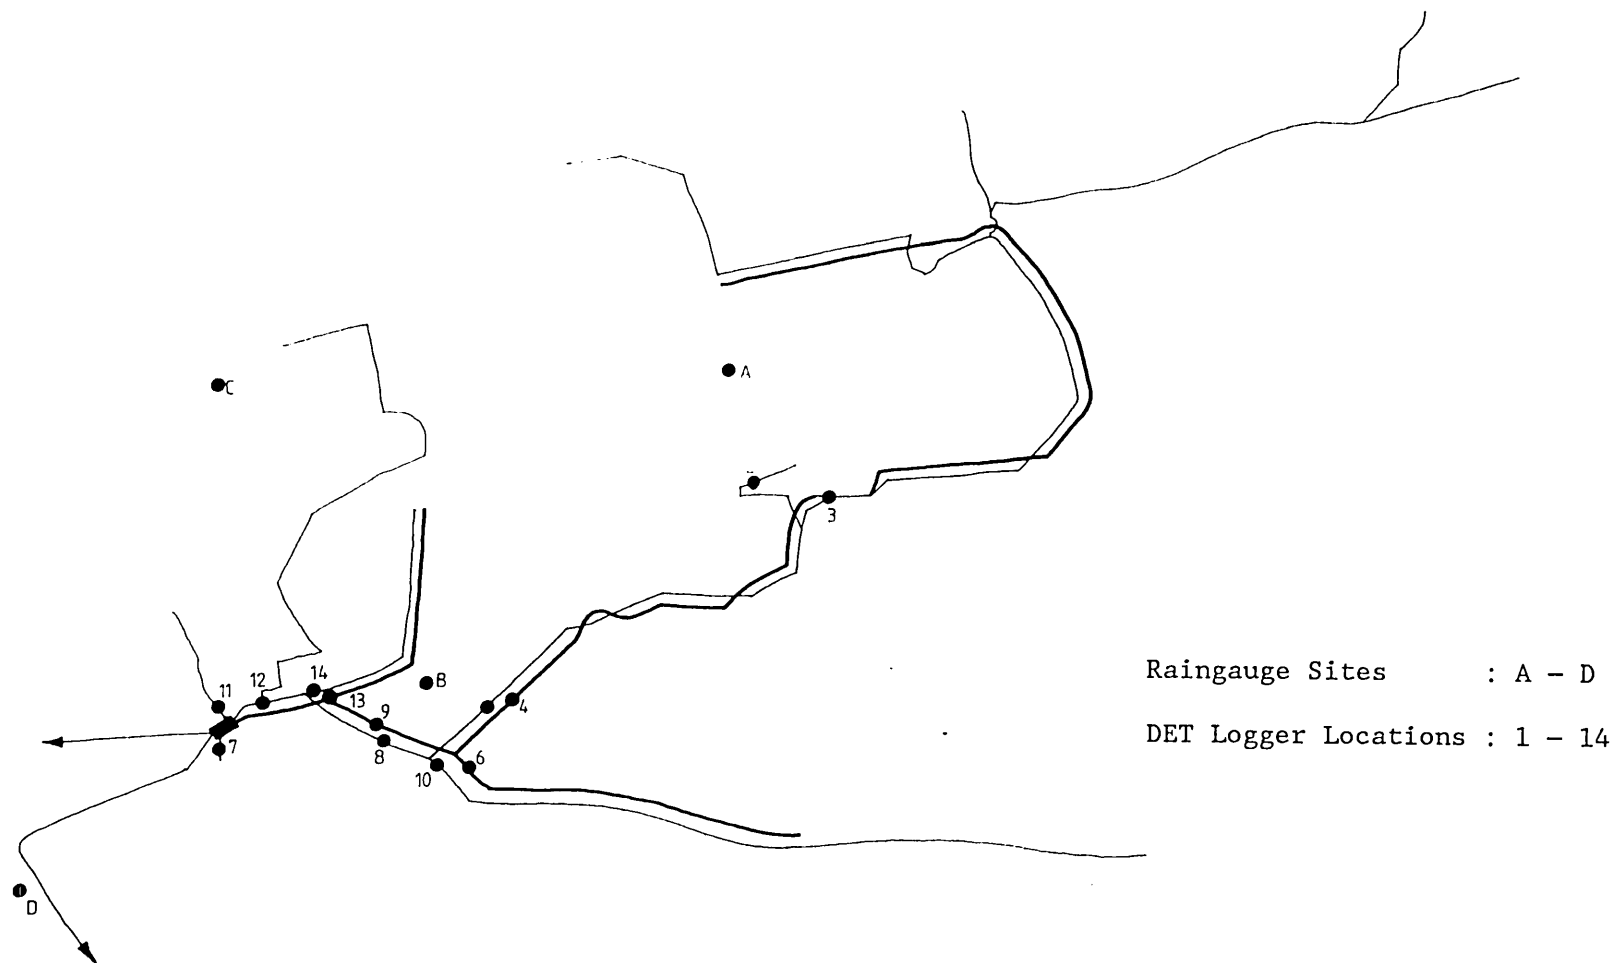 A
C
3
B
14
12
11
13
4
9
7
8
6
10
Raingauge Sites : A – D
DET Logger Locations : 1 – 14
D